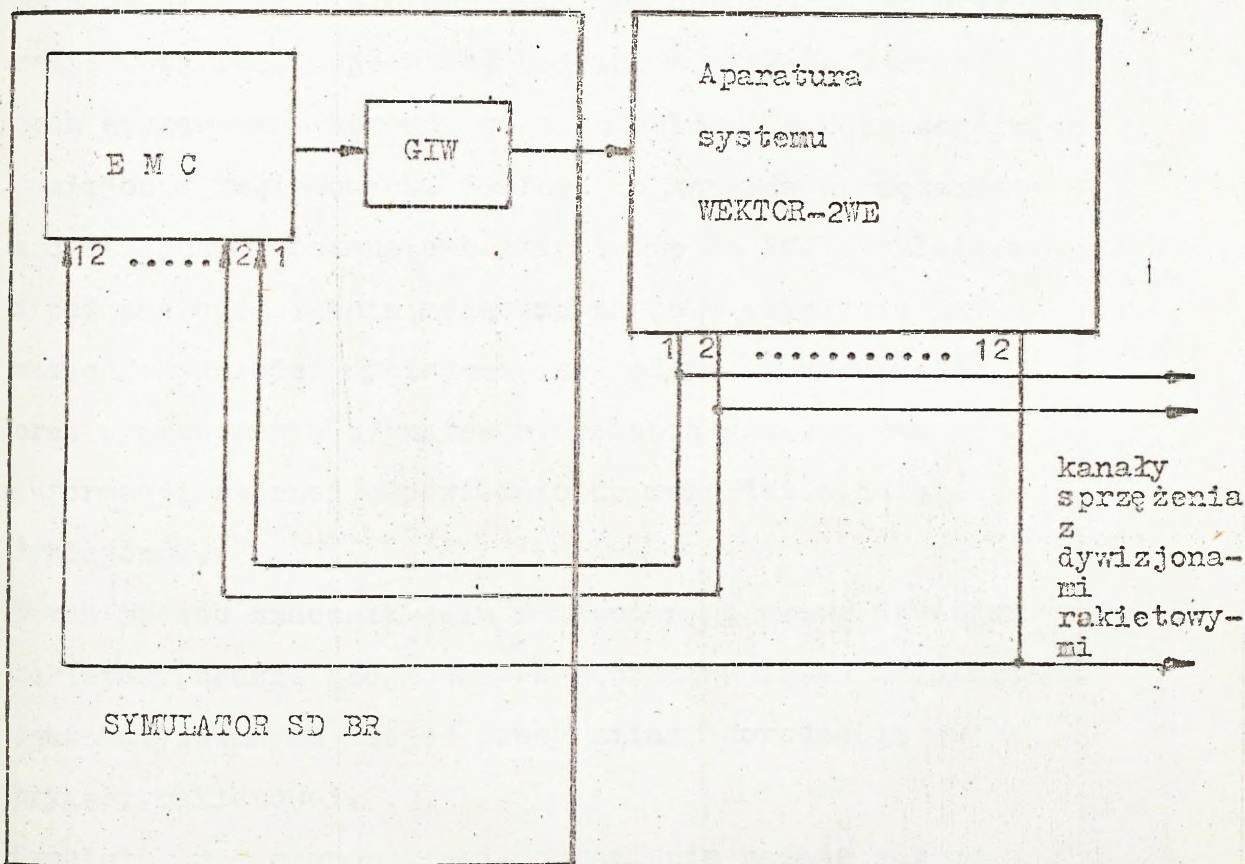 E M C
GIW
Aparatura
systemu
WEKTOR-2WE
12 ....... 2 1
1 2 ........... 12
kanały
sprzężenia
z
dywizjona-
mi
rakietowy-
mi
SYMULATOR SD BR